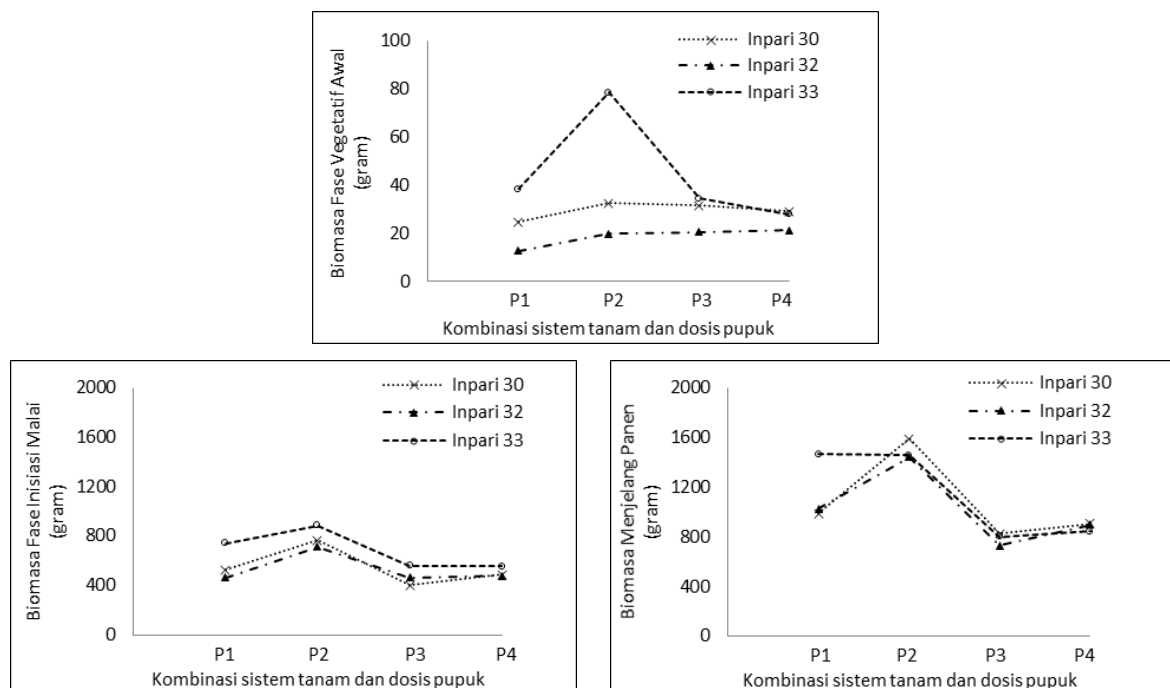 Biomasa Fase Vegetatif Awal
(gram)
100
80
60
40
20
0
Inpari 30
Inpari 32
Inpari 33
P1 P2 P3 P4
Kombinasi sistem tanam dan dosis pupuk
Biomasa Fase Inisiasi Malai
(gram)
2000
1600
1200
800
400
0
Inpari 30
Inpari 32
Inpari 33
P1 P2 P3 P4
Kombinasi sistem tanam dan dosis pupuk
Biomasa Menjelang Panen
(gram)
2000
1600
1200
800
400
0
Inpari 30
Inpari 32
Inpari 33
P1 P2 P3 P4
Kombinasi sistem tanam dan dosis pupuk